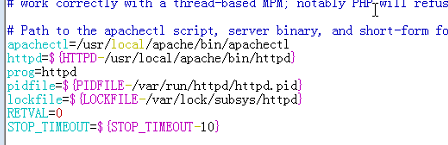 # work correctly with a thread-based MPM; notably PHP will refus
# Path to the apachectl script, server binary, and short-form fo
apachectl=/usr/local/apache/bin/apachectl
httpd=${HTTPD-/usr/local/apache/bin/httpd}
prog=httpd
pidfile=${PIDFILE-/var/run/httpd/httpd.pid}
lockfile=${LOCKFILE-/var/lock/subsys/httpd}
RETVAL=0
STOP_TIMEOUT=${STOP_TIMEOUT-10}